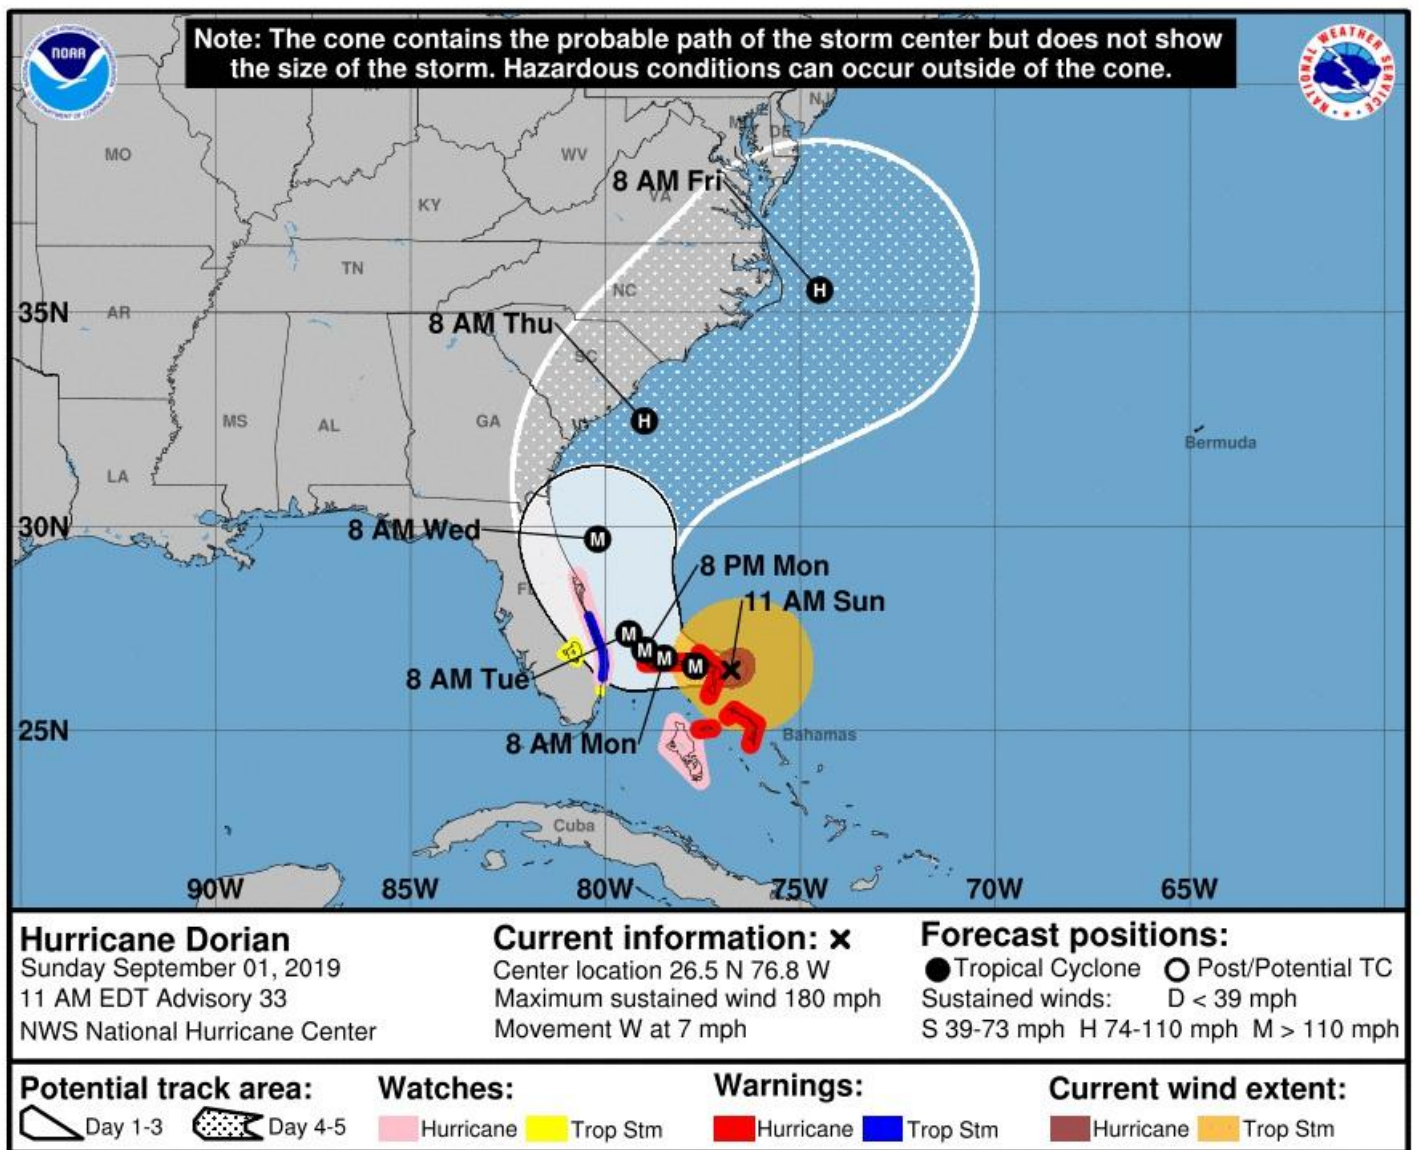 Note: The cone contains the probable path of the storm center but does not show
the size of the storm. Hazardous conditions can occur outside of the cone.
NOAA
NATIONAL WEATHER SERVICE
NJ
DE
MO
WV
8 AM Fri
VA
KY
TN
NC
35N
AR
8 AM Thu
SC
MS
AL
GA
Bermuda
LA
30N
8 AM Wed
8 PM Mon
FL
11 AM Sun
8 AM Tue
25N
8 AM Mon
Bahamas
Cuba
90W 85W 80W 75W 70W 65W
H
H
M
M
M
M
M
Hurricane Dorian
Sunday September 01, 2019
11 AM EDT Advisory 33
NWS National Hurricane Center
Current information: x
Center location 26.5 N 76.8 W
Maximum sustained wind 180 mph
Movement W at 7 mph
Forecast positions:
Tropical Cyclone Post/Potential TC
Sustained winds: D < 39 mph
S 39-73 mph H 74-110 mph M > 110 mph
Potential track area:
Day 1-3 Day 4-5
Watches:
Hurricane Trop Stm
Warnings:
Hurricane Trop Stm
Current wind extent:
Hurricane Trop Stm